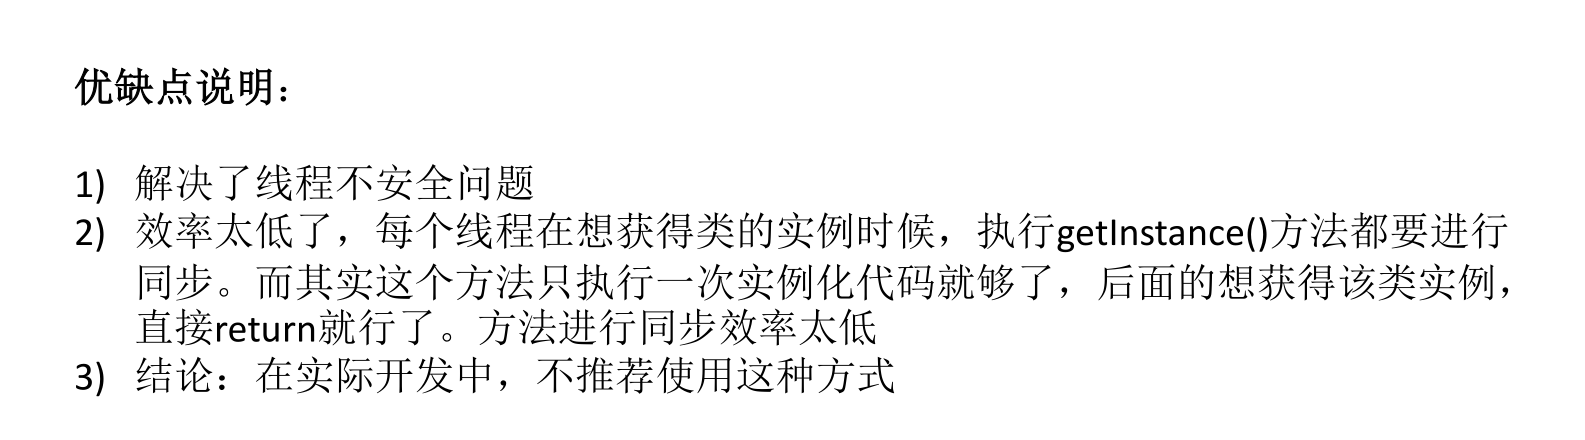 优缺点说明：
1) 解决了线程不安全问题
2) 效率太低了，每个线程在想获得类的实例时候，执行getInstance()方法都要进行
同步。而其实这个方法只执行一次实例化代码就够了，后面的想获得该类实例，
直接return就行了。方法进行同步效率太低
3) 结论：在实际开发中，不推荐使用这种方式